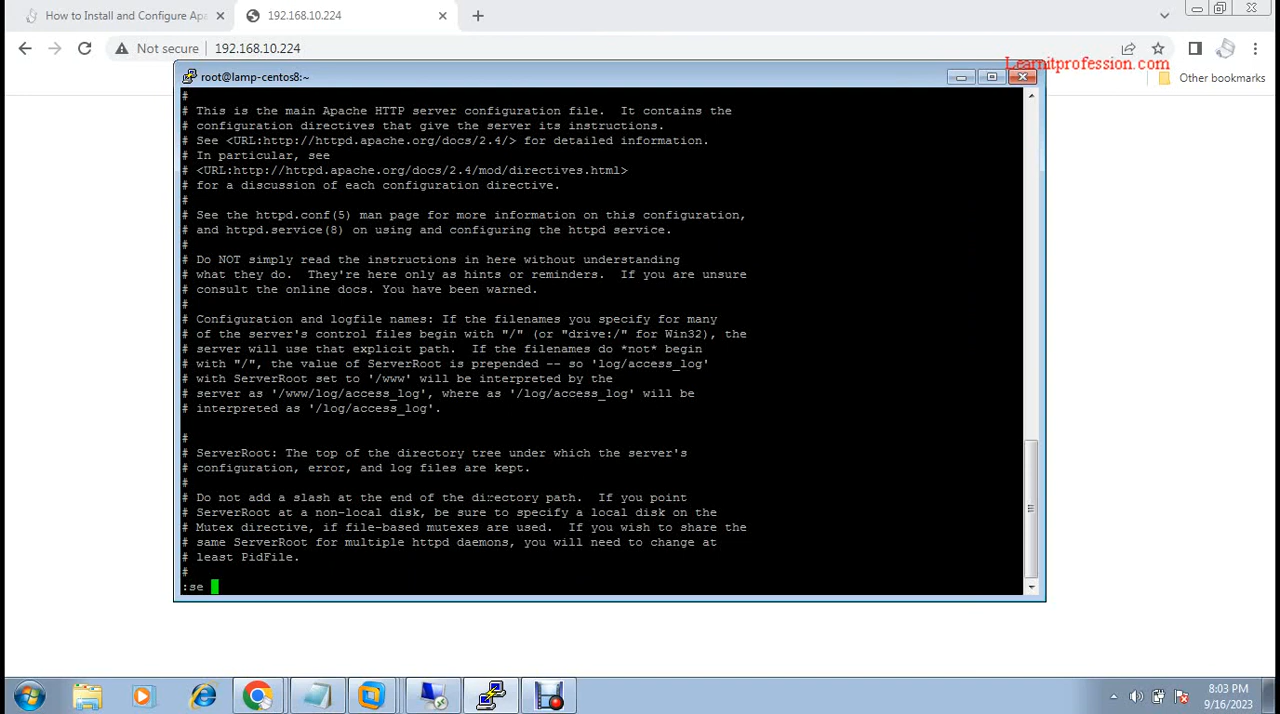 How to Install and Configure Apa
192.168.10.224
Not secure
192.168.10.224
Learnitprofession.com
Other bookmarks
root@lamp-centos8:~
#
# This is the main Apache HTTP server configuration file.  It contains the
# configuration directives that give the server its instructions.
# See <URL:http://httpd.apache.org/docs/2.4/> for detailed information.
# In particular, see
# <URL:http://httpd.apache.org/docs/2.4/mod/directives.html>
# for a discussion of each configuration directive.
#
# See the httpd.conf(5) man page for more information on this configuration,
# and httpd.service(8) on using and configuring the httpd service.
#
# Do NOT simply read the instructions in here without understanding
# what they do.  They're here only as hints or reminders.  If you are unsure
# consult the online docs. You have been warned.
#
# Configuration and logfile names: If the filenames you specify for many
# of the server's control files begin with "/" (or "drive:/" for Win32), the
# server will use that explicit path.  If the filenames do *not* begin
# with "/", the value of ServerRoot is prepended -- so 'log/access_log'
# with ServerRoot set to '/www' will be interpreted by the
# server as '/www/log/access_log', where as '/log/access_log' will be
# interpreted as '/log/access_log'.
#
# ServerRoot: The top of the directory tree under which the server's
# configuration, error, and log files are kept.
#
# Do not add a slash at the end of the directory path.  If you point
# ServerRoot at a non-local disk, be sure to specify a local disk on the
# Mutex directive, if file-based mutexes are used.  If you wish to share the
# same ServerRoot for multiple httpd daemons, you will need to change at
# least PidFile.
#
:se
8:03 PM
9/16/2023